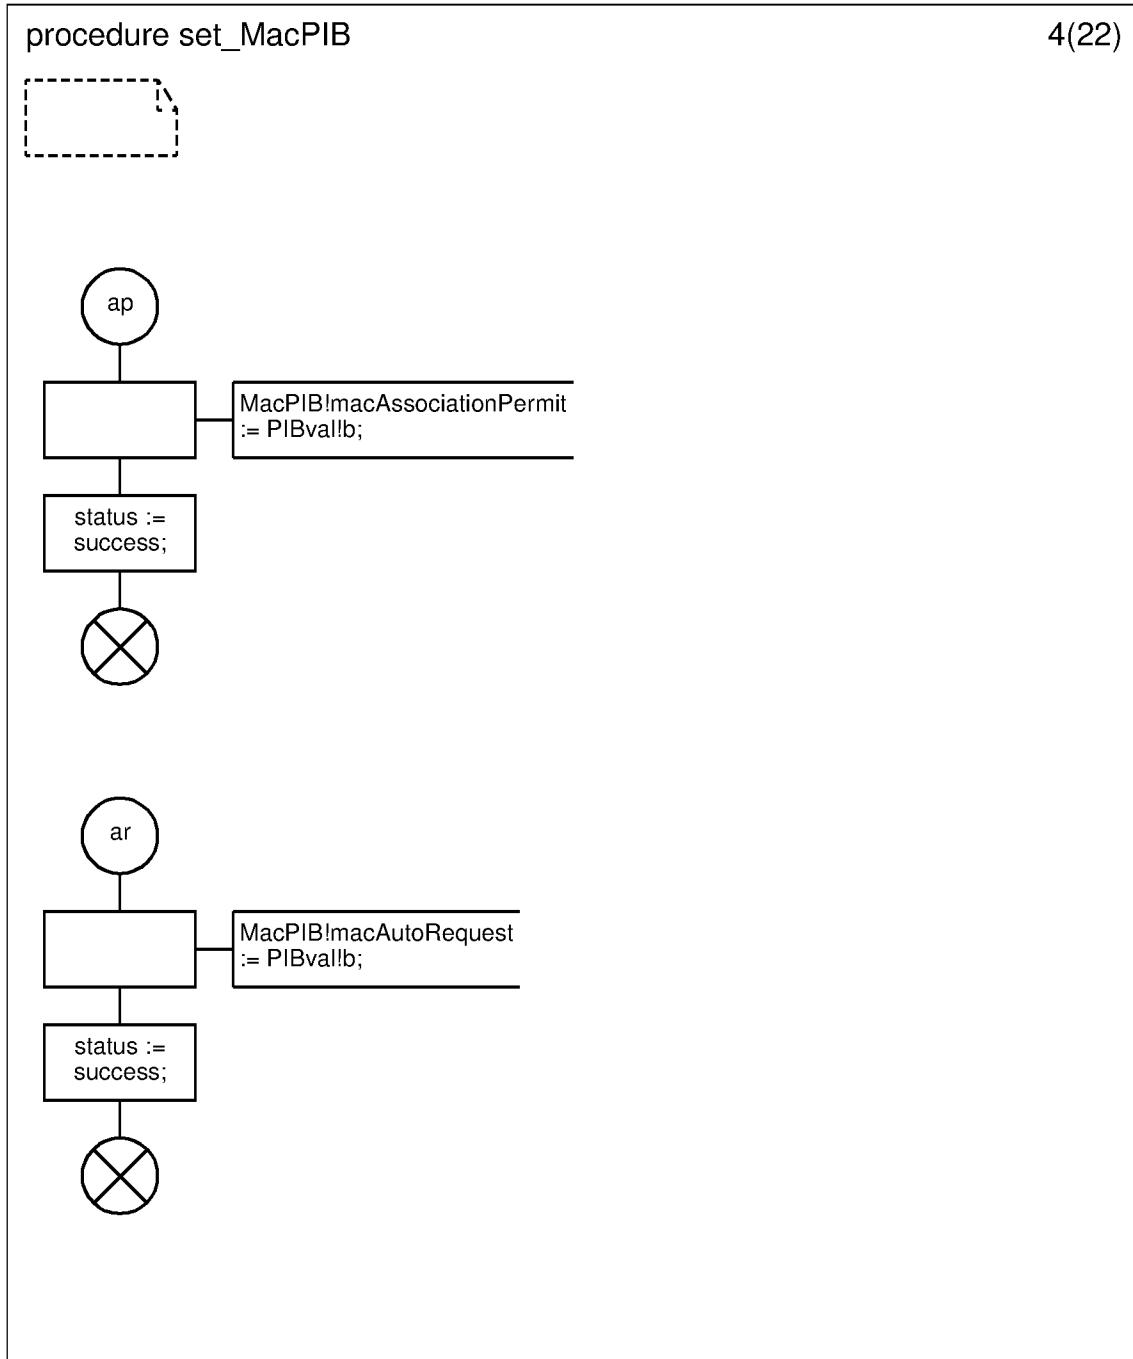 procedure set_MacPIB
4(22)
ap
MacPIB!macAssociationPermit
:= PIBval!b;
status :=
success;
ar
MacPIB!macAutoRequest
:= PIBval!b;
status :=
success;